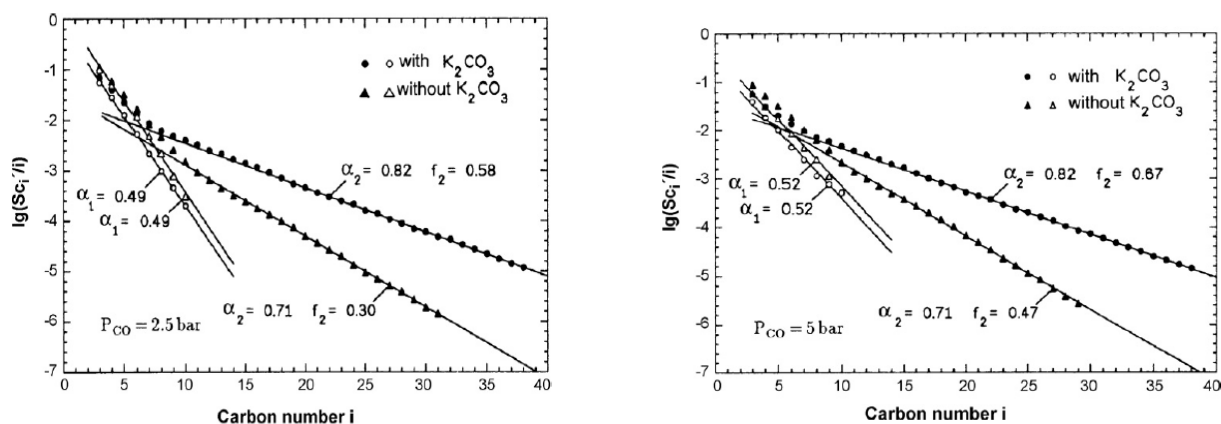 0
-1
-2
-3
-4
-5
-6
-7
lg(Sc_i´/i)
● ○ with K₂CO₃
▲ △ without K₂CO₃
α₂ = 0.82 f₂ = 0.58
α₁ = 0.49
α₁ = 0.49
α₂ = 0.71 f₂ = 0.30
P_CO = 2.5 bar
0 5 10 15 20 25 30 35 40
Carbon number i
0
-1
-2
-3
-4
-5
-6
-7
lg(Sc_i´/i)
● ○ with K₂CO₃
▲ △ without K₂CO₃
α₂ = 0.82 f₂ = 0.67
α₁ = 0.52
α₁ = 0.52
α₂ = 0.71 f₂ = 0.47
P_CO = 5 bar
0 5 10 15 20 25 30 35 40
Carbon number i